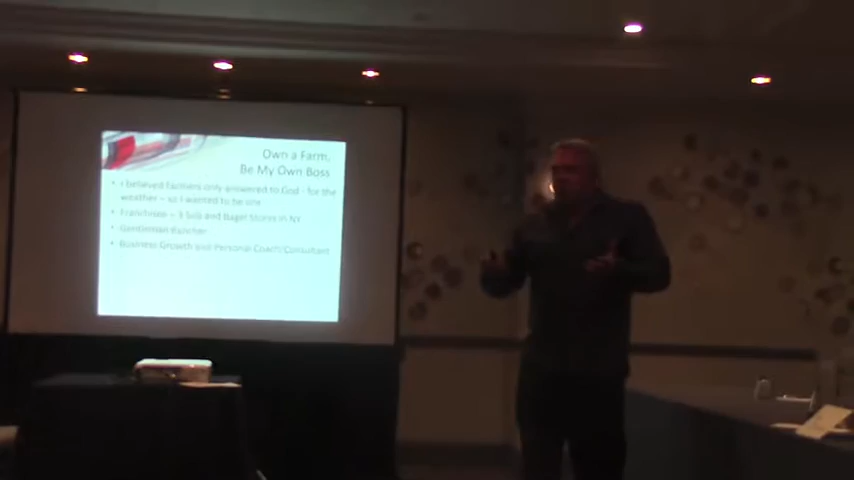 Own a Farm,
Be My Own Boss
• I believed Farmers only answered to God - for the
weather – so I wanted to be one
• Franchise – 3 Sub and Bagel Stores in NY
• Gentleman Rancher
• Business Growth and Personal Coach/Consultant